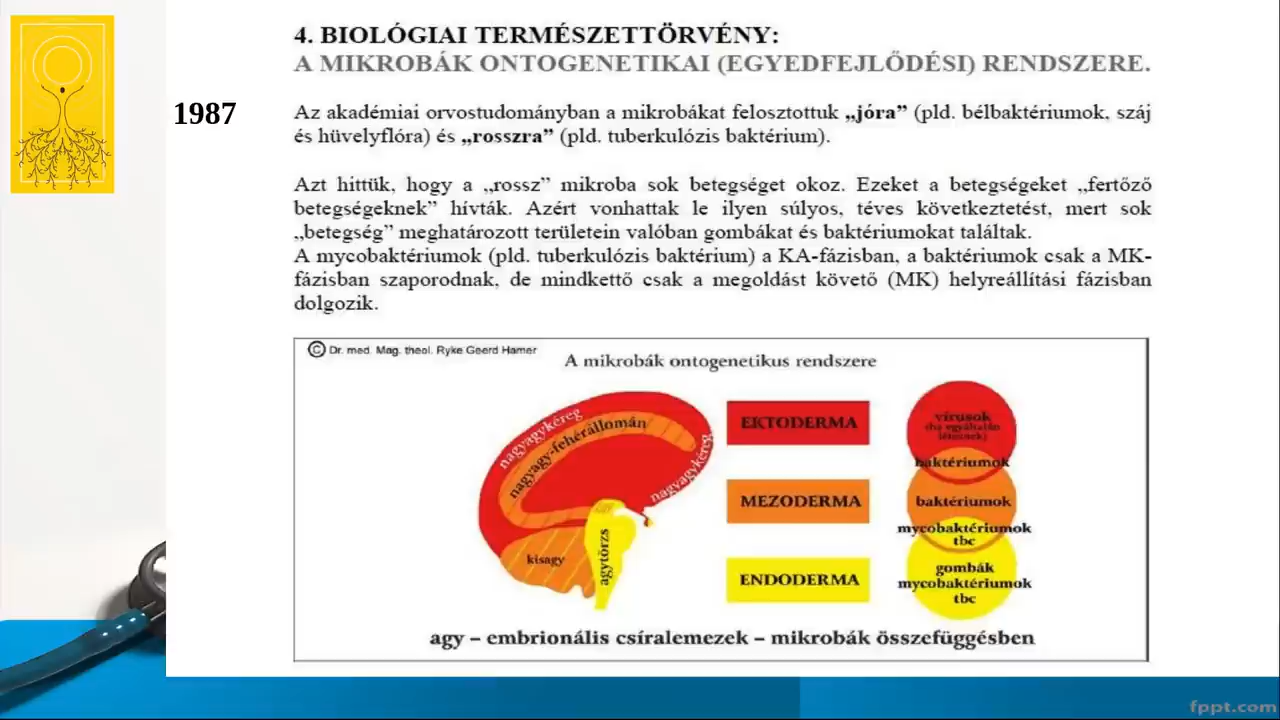 4. BIOLÓGIAI TERMÉSZETTÖRVÉNY:
A MIKROBÁK ONTOGENETIKAI (EGYEDFEJLŐDÉSI) RENDSZERE.
1987
Az akadémiai orvostudományban a mikrobákat felosztottuk „jóra” (pld. bélbaktériumok, száj
és hüvelyflóra) és „rosszra” (pld. tuberkulózis baktérium).
Azt hittük, hogy a „rossz” mikroba sok betegséget okoz. Ezeket a betegségeket „fertőző
betegségeknek” hívták. Azért vonhattak le ilyen súlyos, téves következtetést, mert sok
„betegség” meghatározott területein valóban gombákat és baktériumokat találtak.
A mycobaktériumok (pld. tuberkulózis baktérium) a KA-fázisban, a baktériumok csak a MK-
fázisban szaporodnak, de mindkettő csak a megoldást követő (MK) helyreállítási fázisban
dolgozik.
© Dr. med. Mag. theol. Ryke Geerd Hamer
A mikrobák ontogenetikus rendszere
nagyagykéreg
nagyagy-fehérállomán
nagyagykéreg
kisagy
agytörzs
EKTODERMA
MEZODERMA
ENDODERMA
vírusok
(ha egyáltalán
léteznek)
baktériumok
baktériumok
mycobaktériumok
tbc
gombák
mycobaktériumok
tbc
agy – embrionális csíralemezek – mikrobák összefüggésben
fppt.com